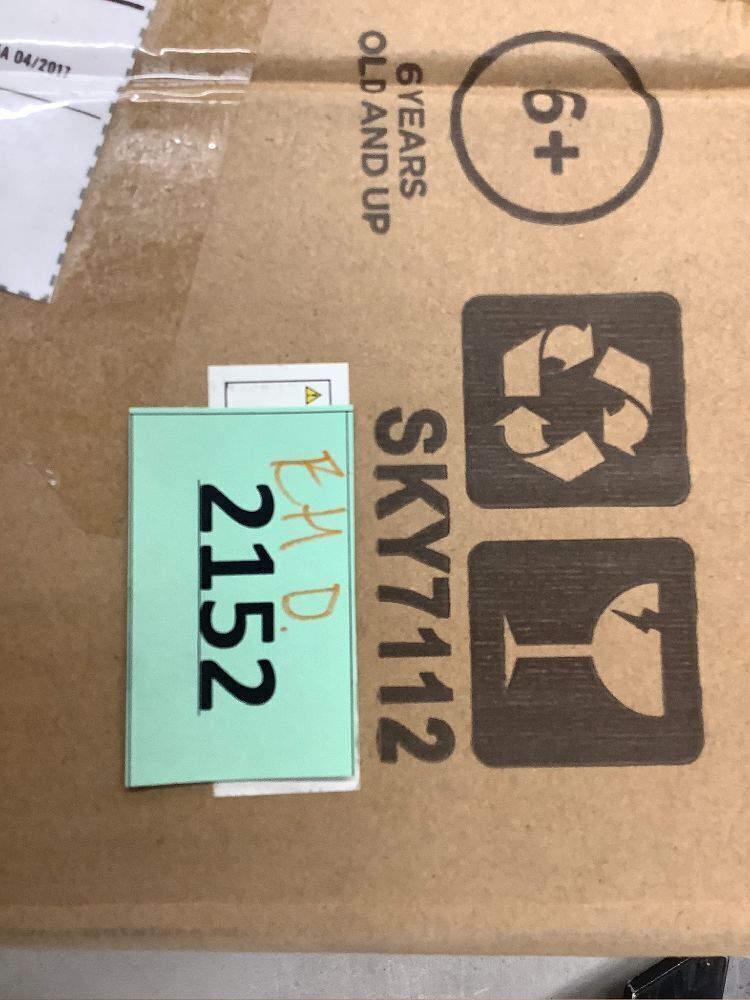 6+
6 YEARS
OLD AND UP
SKY7112
2152
A 04/2017